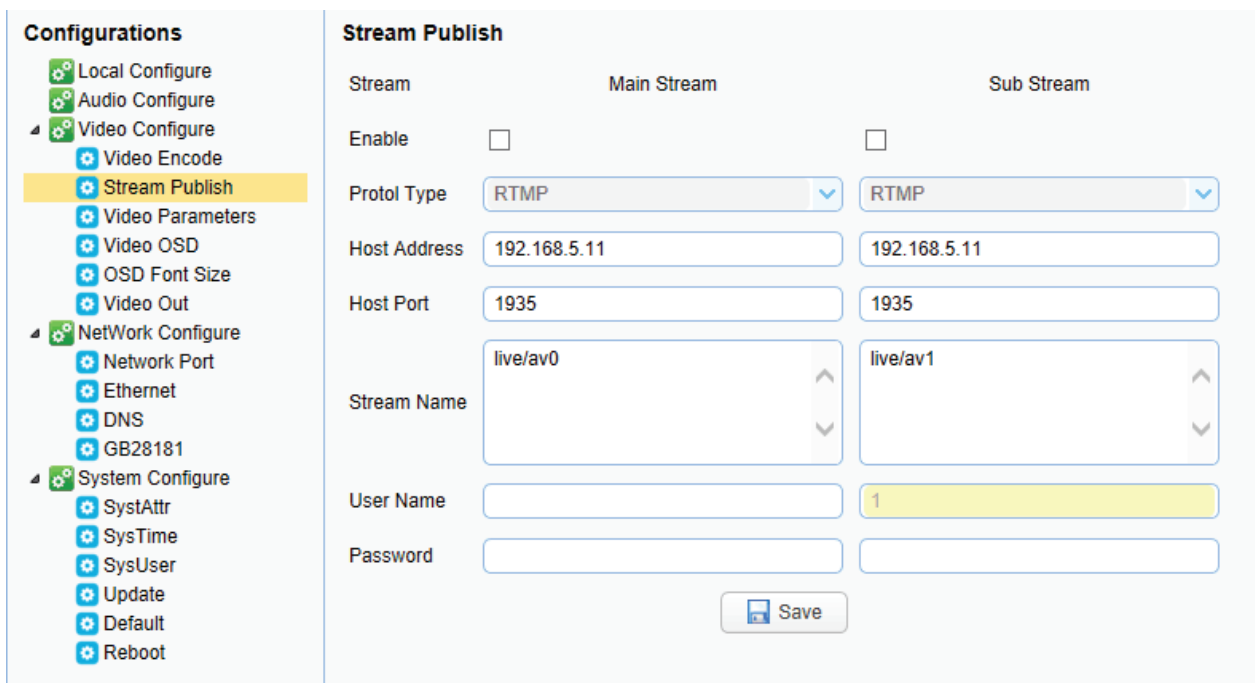 Configurations
Local Configure
Audio Configure
Video Configure
Video Encode
Stream Publish
Video Parameters
Video OSD
OSD Font Size
Video Out
NetWork Configure
Network Port
Ethernet
DNS
GB28181
System Configure
SystAttr
SysTime
SysUser
Update
Default
Reboot
Stream Publish
Stream Main Stream Sub Stream
Enable
Protol Type RTMP RTMP
Host Address 192.168.5.11 192.168.5.11
Host Port 1935 1935
Stream Name live/av0 live/av1
User Name 1
Password
Save